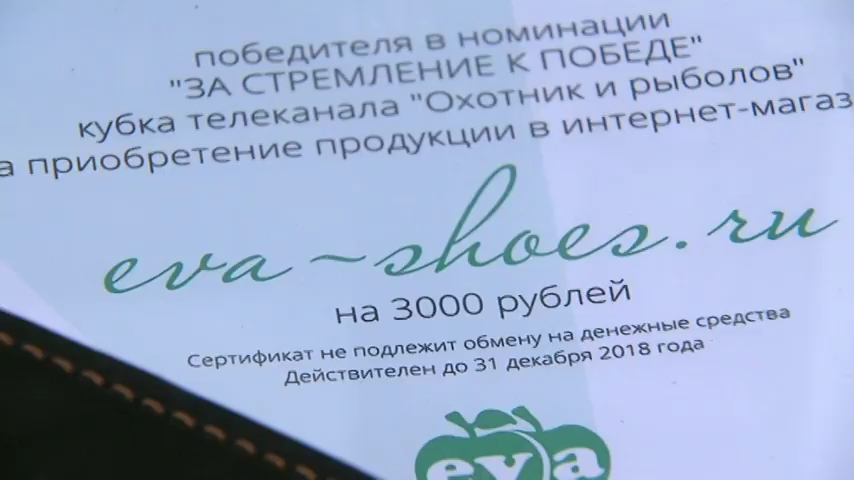 победителя в номинации
"ЗА СТРЕМЛЕНИЕ К ПОБЕДЕ"
кубка телеканала "Охотник и рыболов"
а приобретение продукции в интернет-магаз
eva-shoes.ru
на 3000 рублей
Сертификат не подлежит обмену на денежные средства
Действителен до 31 декабря 2018 года
eva